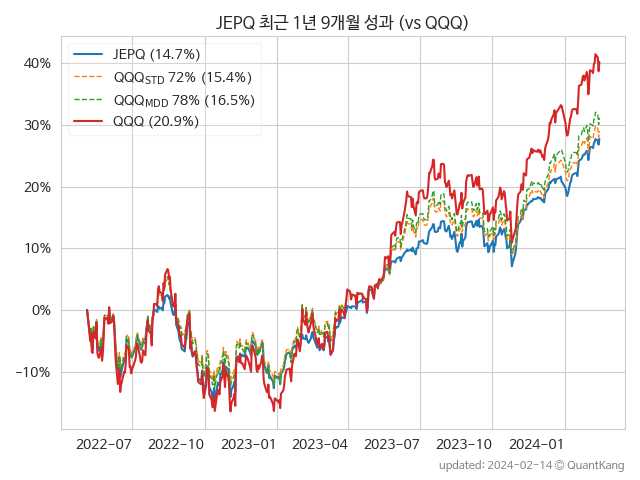 JEPQ 최근 1년 9개월 성과 (vs QQQ)
JEPQ (14.7%)
QQQSTD 72% (15.4%)
QQQMDD 78% (16.5%)
QQQ (20.9%)
40%
30%
20%
10%
0%
−10%
2022-07 2022-10 2023-01 2023-04 2023-07 2023-10 2024-01
updated: 2024-02-14 © QuantKang